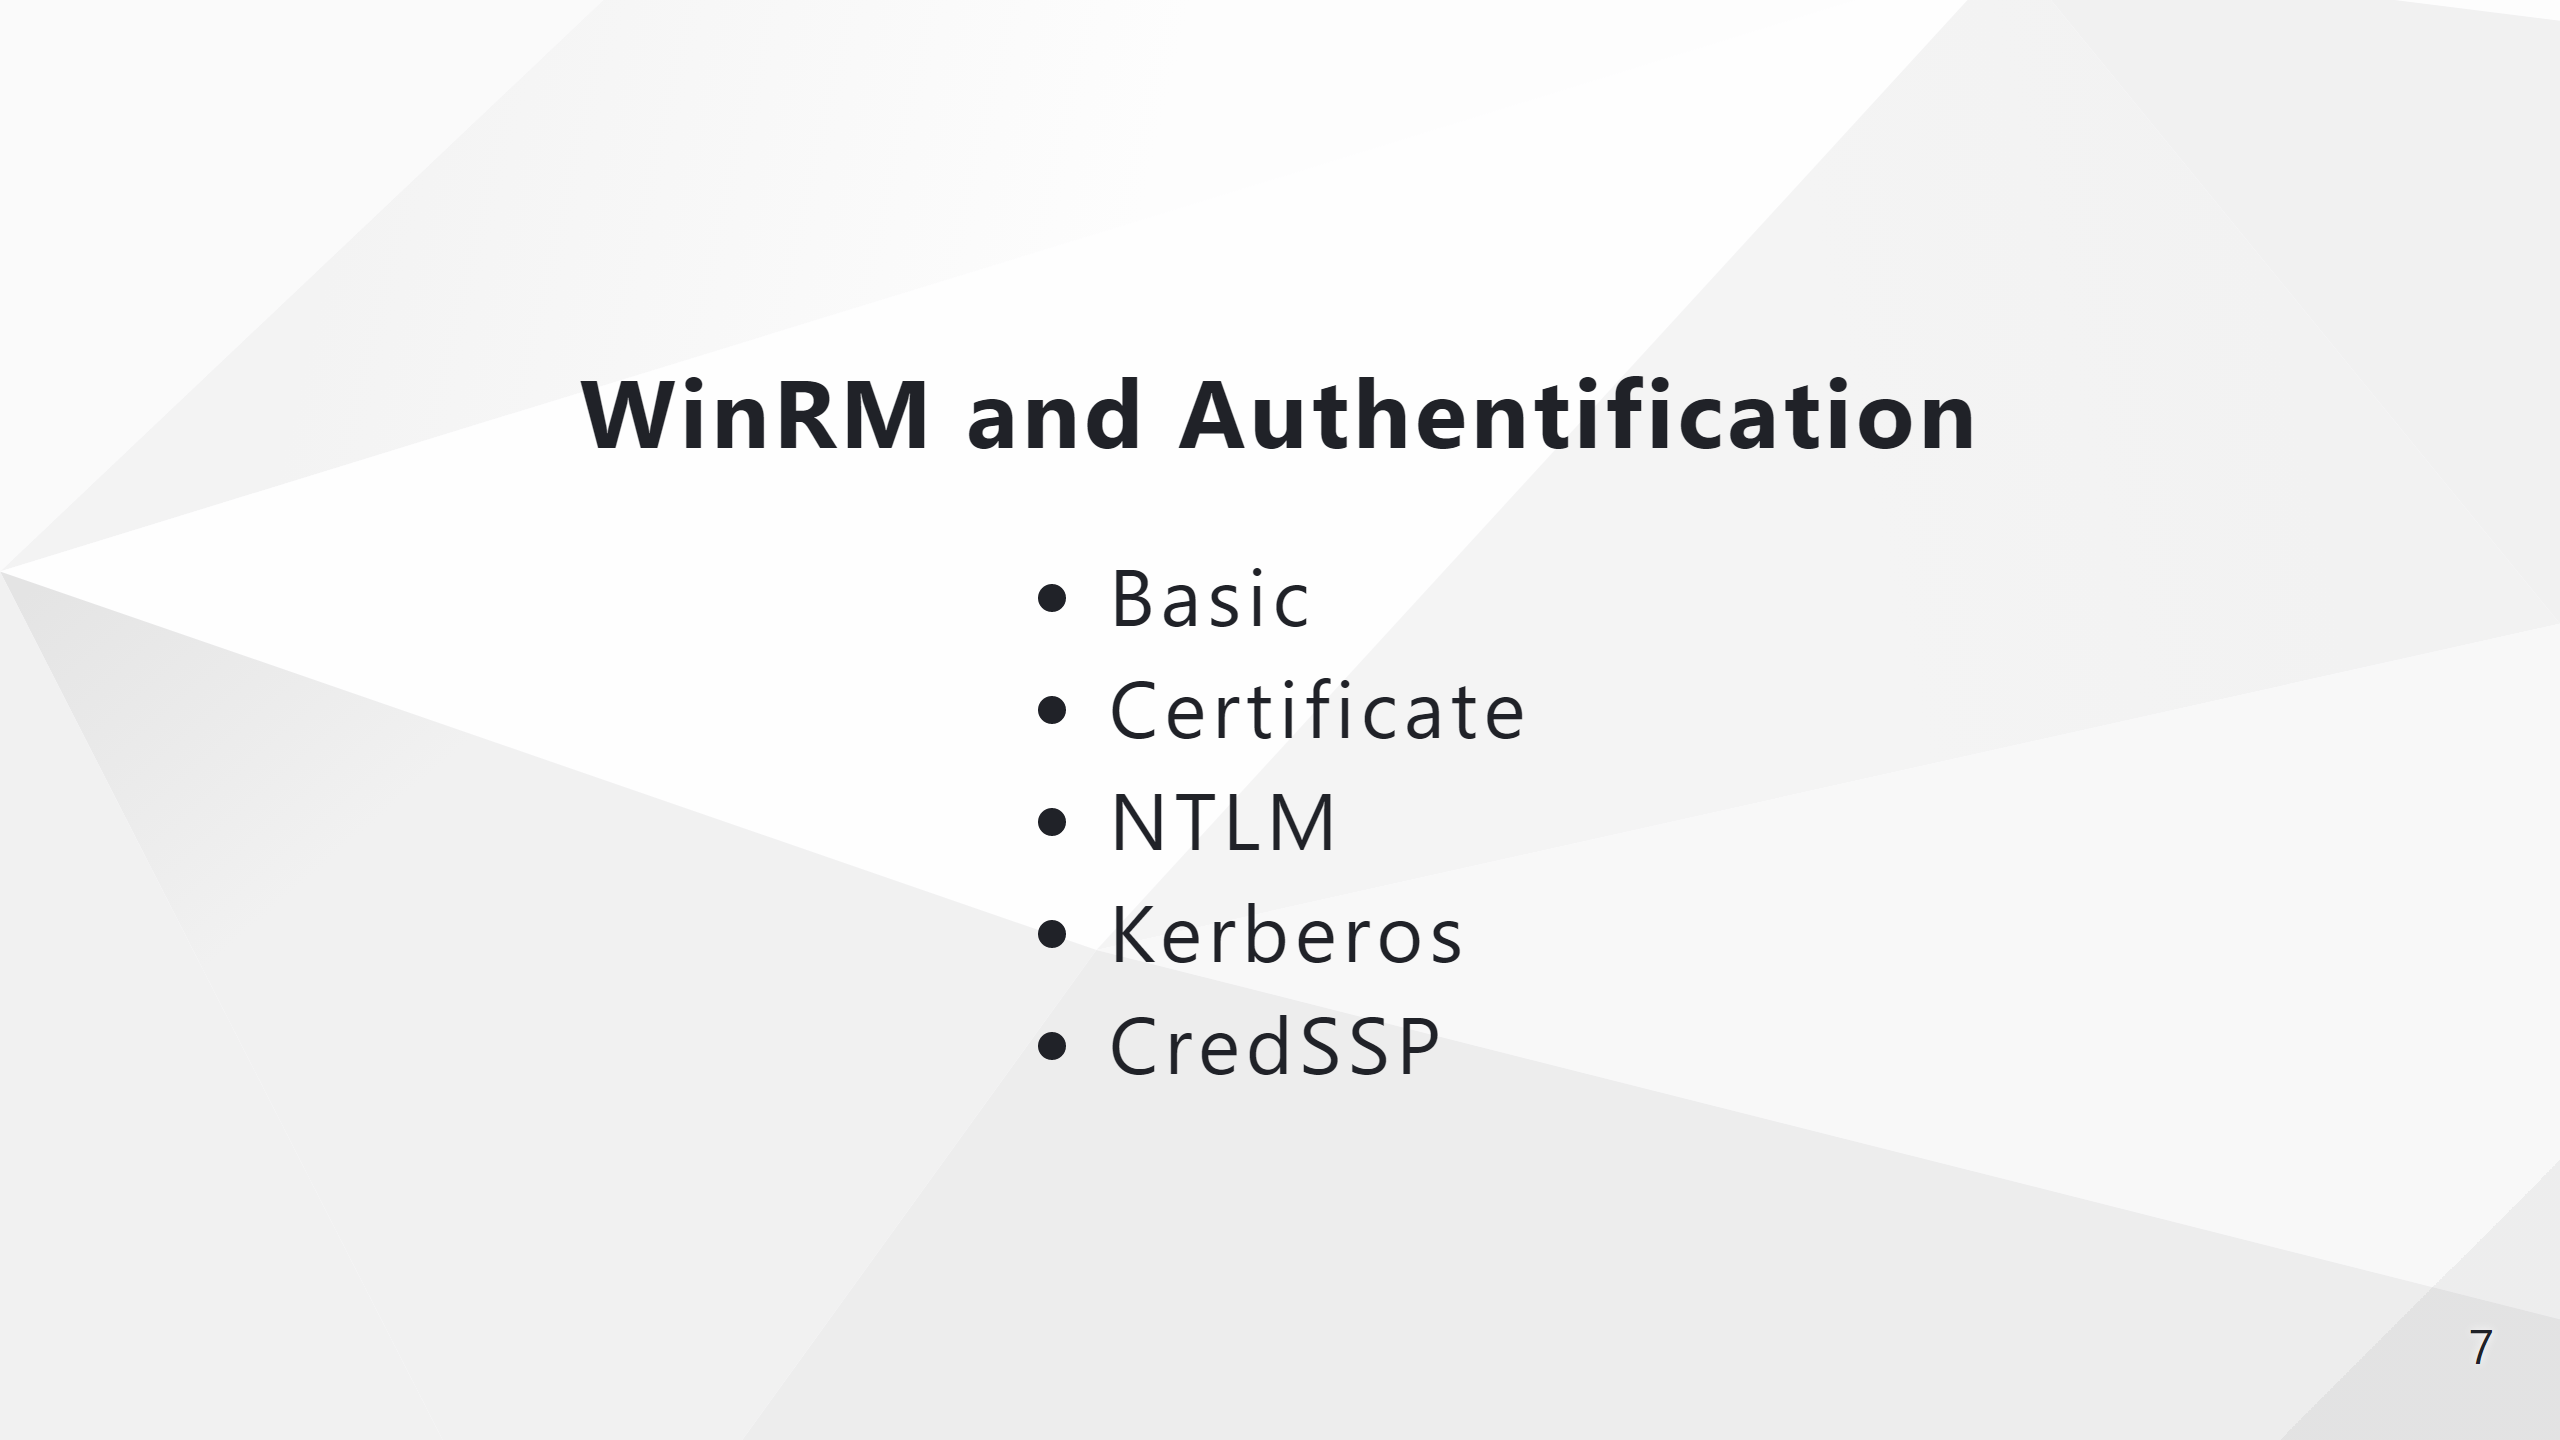 WinRM and Authentification
• Basic
• Certificate
• NTLM
• Kerberos
• CredSSP
7